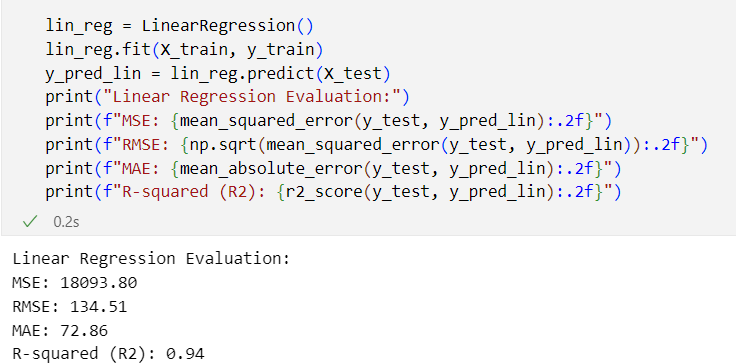 lin_reg = LinearRegression()
lin_reg.fit(X_train, y_train)
y_pred_lin = lin_reg.predict(X_test)
print("Linear Regression Evaluation:")
print(f"MSE: {mean_squared_error(y_test, y_pred_lin):.2f}")
print(f"RMSE: {np.sqrt(mean_squared_error(y_test, y_pred_lin)):.2f}")
print(f"MAE: {mean_absolute_error(y_test, y_pred_lin):.2f}")
print(f"R-squared (R2): {r2_score(y_test, y_pred_lin):.2f}")
✓ 0.2s
Linear Regression Evaluation:
MSE: 18093.80
RMSE: 134.51
MAE: 72.86
R-squared (R2): 0.94